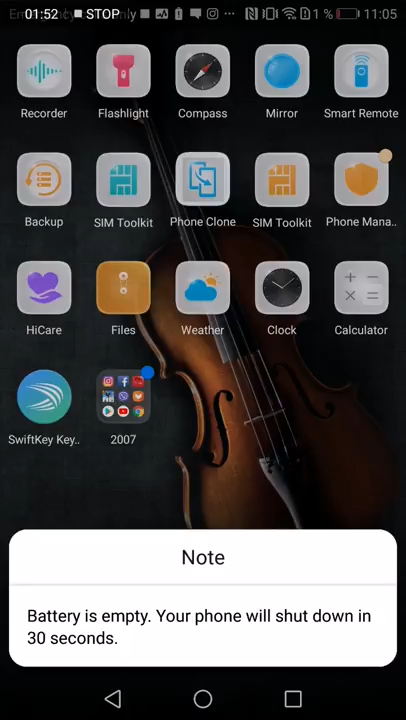 01:52 STOP 1 % 11:05
Recorder Flashlight Compass Mirror Smart Remote
Backup SIM Toolkit Phone Clone SIM Toolkit Phone Mana..
HiCare Files Weather Clock Calculator
SwiftKey Key.. 2007
Note
Battery is empty. Your phone will shut down in
30 seconds.